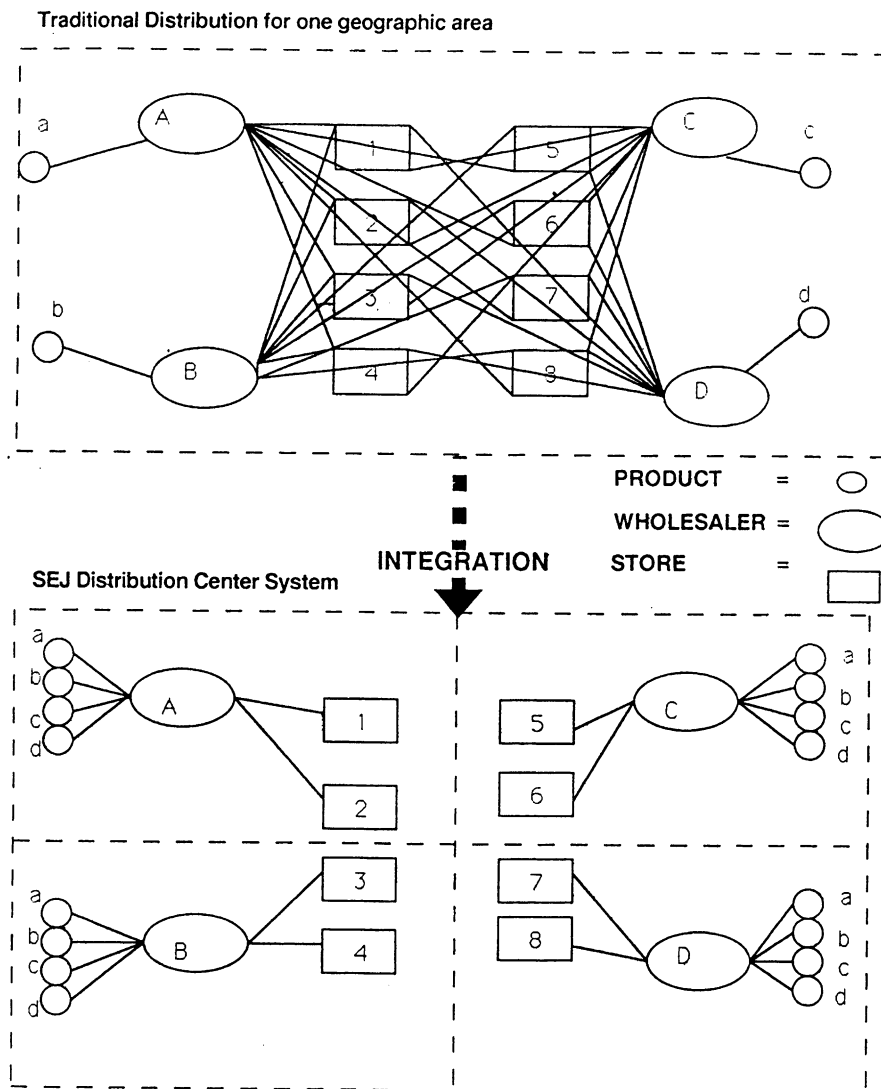 Traditional Distribution for one geographic area
a
A
C
c
1
5
2
6
3
7
b
d
B
4
8
D
PRODUCT =
WHOLESALER =
INTEGRATION
STORE =
SEJ Distribution Center System
a
b
c
d
A
1
2
5
6
C
a
b
c
d
a
b
c
d
B
3
4
7
8
D
a
b
c
d